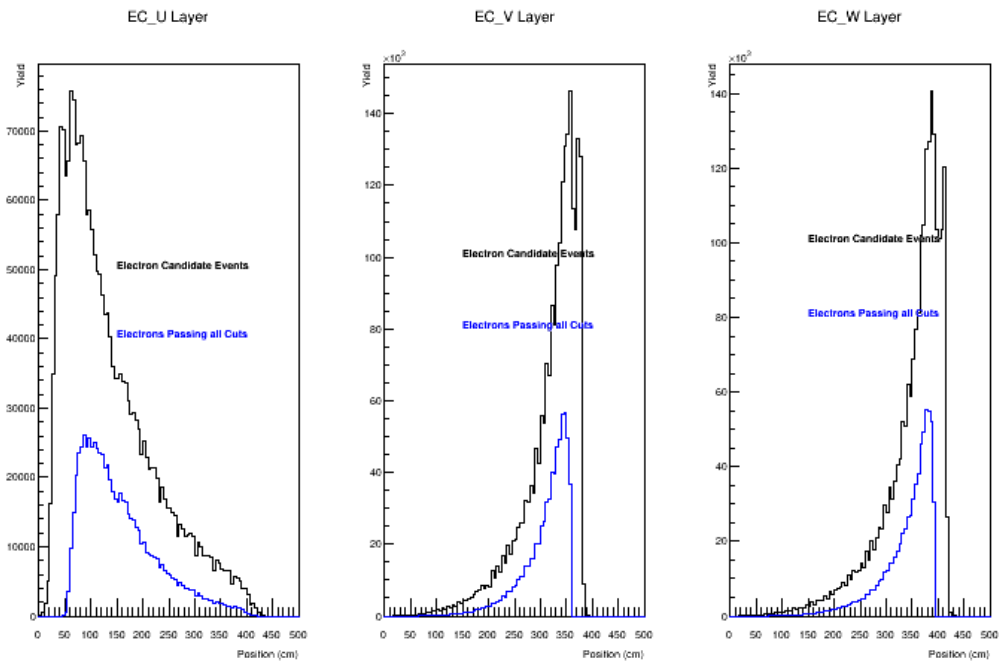 EC_U Layer
Yield
70000
60000
50000
40000
30000
20000
10000
0
Electron Candidate Events
Electrons Passing all Cuts
0 50 100 150 200 250 300 350 400 450 500
Position (cm)
EC_V Layer
Yield
140
120
100
80
60
40
20
0
Electron Candidate Events
Electrons Passing all Cuts
0 50 100 150 200 250 300 350 400 450 500
Position (cm)
EC_W Layer
Yield
140
120
100
80
60
40
20
0
Electron Candidate Events
Electrons Passing all Cuts
0 50 100 150 200 250 300 350 400 450 500
Position (cm)